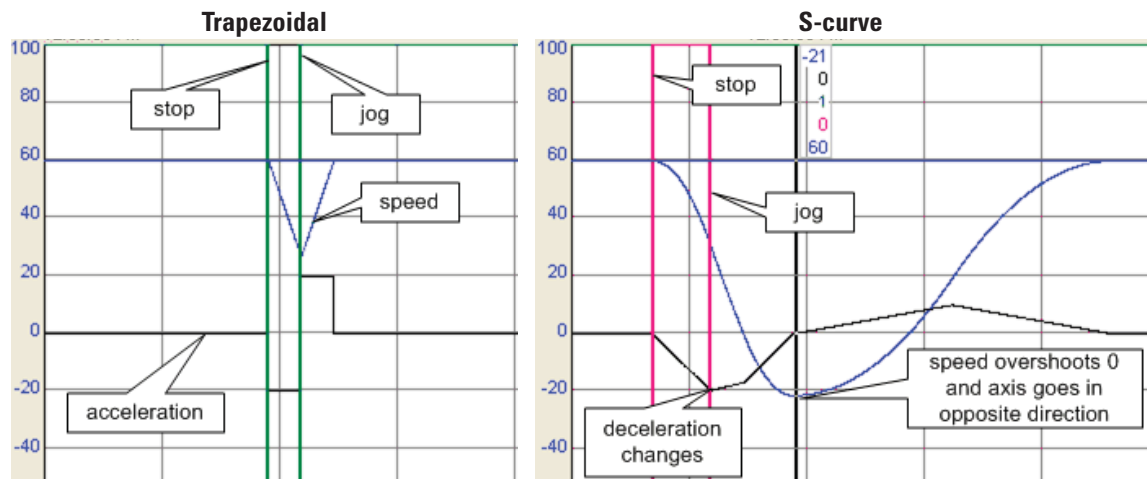 Trapezoidal
100
80
60
40
20
0
-20
-40
stop
jog
speed
acceleration
S-curve
100
80
60
40
20
0
-20
-40
stop
-21
0
1
0
60
jog
deceleration
changes
speed overshoots 0
and axis goes in
opposite direction